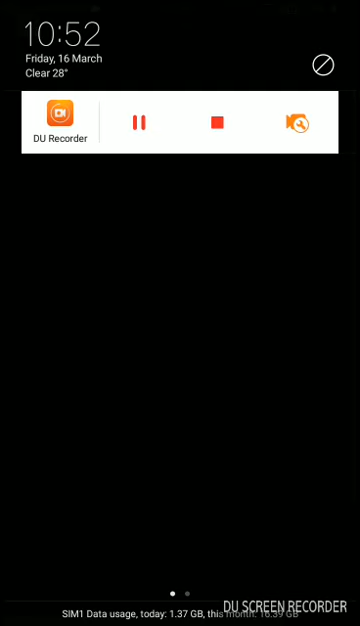 10:52
Friday, 16 March
Clear 28°
DU Recorder
SIM1 Data usage, today: 1.37 GB, this month: 16.39 GB
DU SCREEN RECORDER